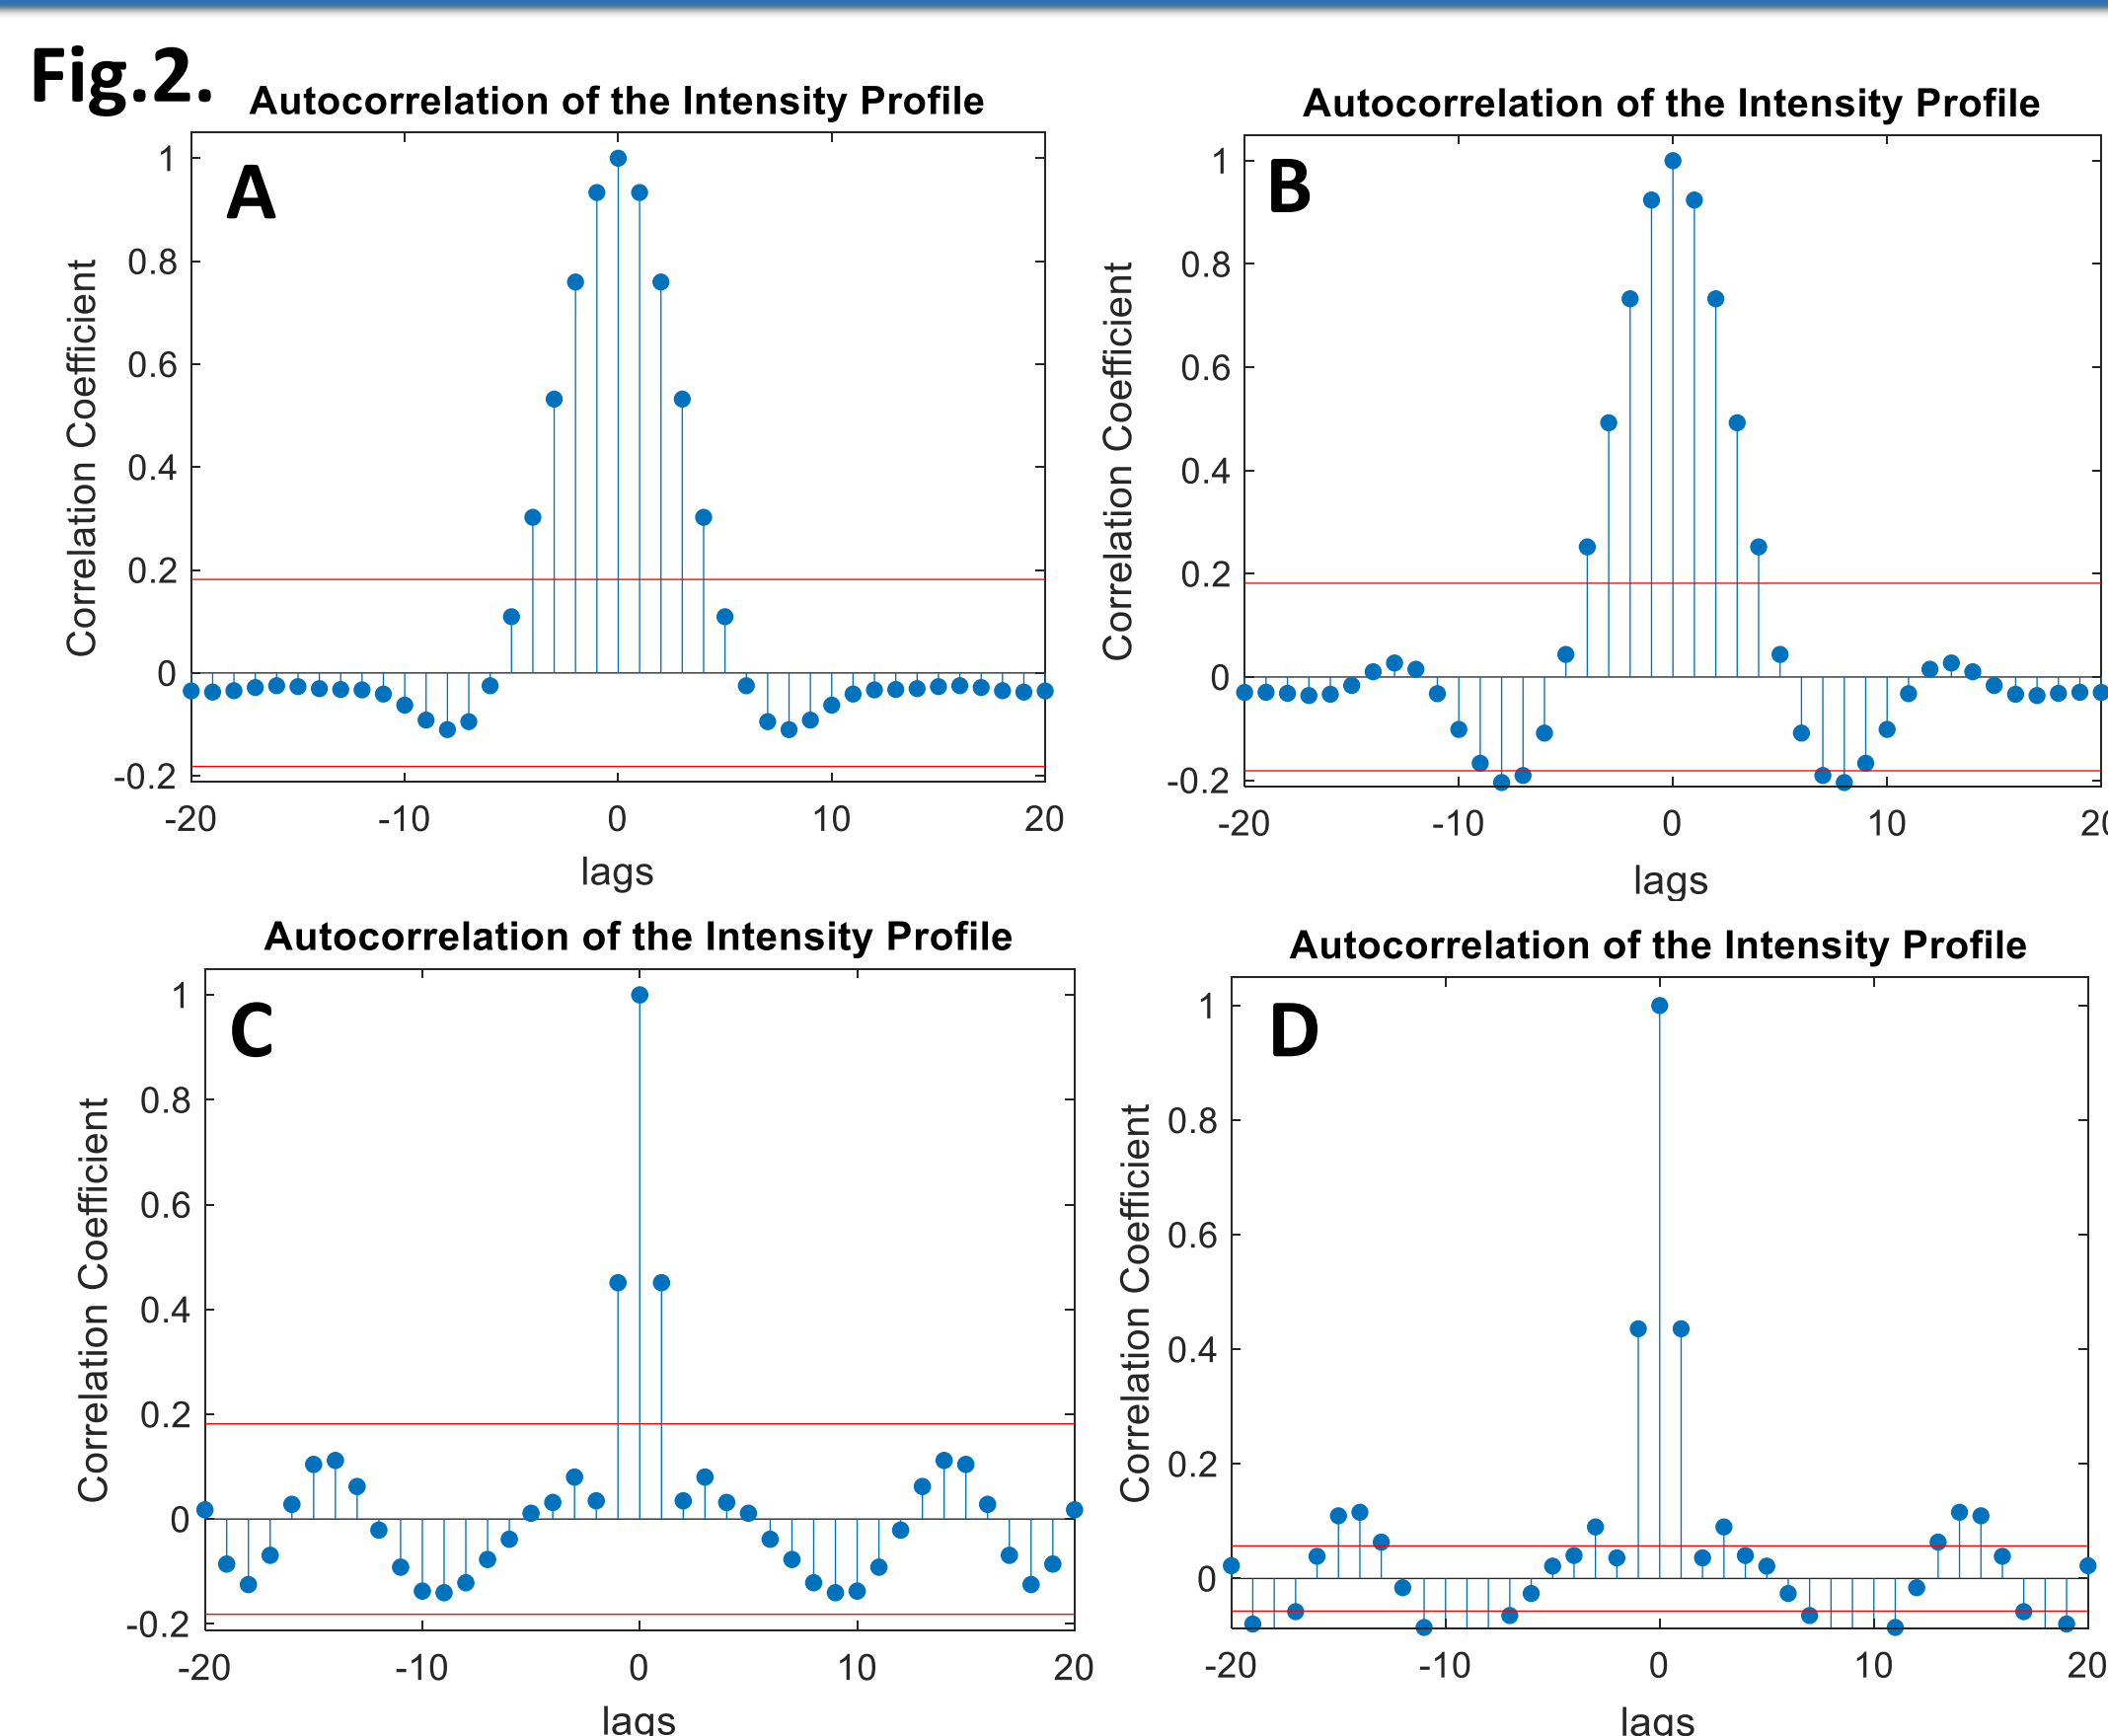 Fig.2.
Autocorrelation of the Intensity Profile
A
Correlation Coefficient
1
0.8
0.6
0.4
0.2
0
-0.2
-20 -10 0 10 20
lags
Autocorrelation of the Intensity Profile
B
Correlation Coefficient
1
0.8
0.6
0.4
0.2
0
-0.2
-20 -10 0 10 20
lags
Autocorrelation of the Intensity Profile
C
Correlation Coefficient
1
0.8
0.6
0.4
0.2
0
-0.2
-20 -10 0 10 20
lags
Autocorrelation of the Intensity Profile
D
Correlation Coefficient
1
0.8
0.6
0.4
0.2
0
-20 -10 0 10 20
lags